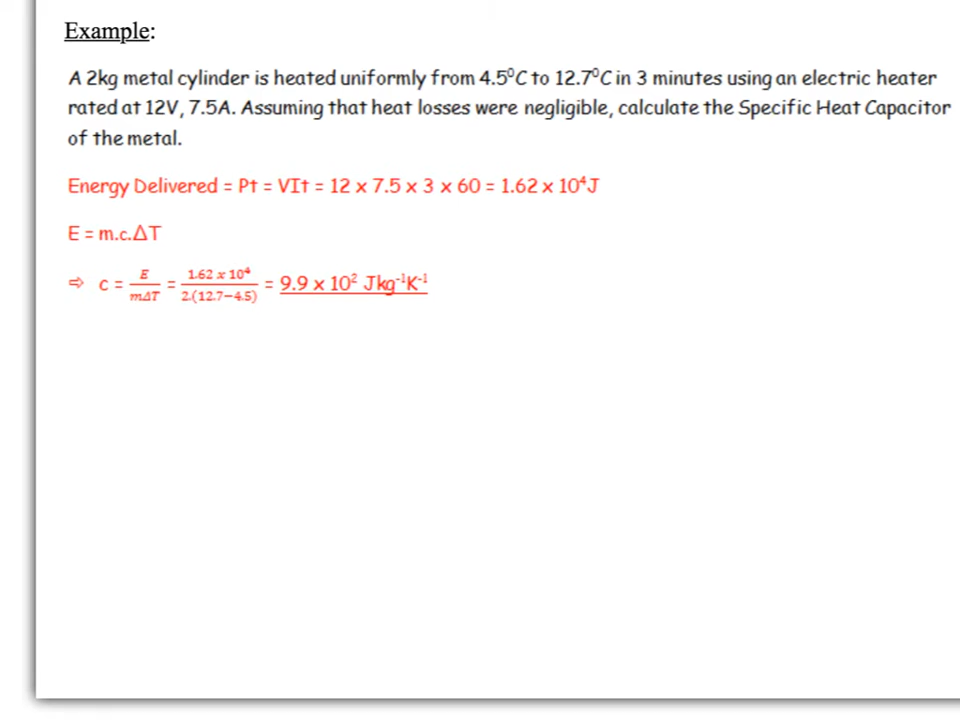 Example:
A 2kg metal cylinder is heated uniformly from 4.5⁰C to 12.7⁰C in 3 minutes using an electric heater
rated at 12V, 7.5A. Assuming that heat losses were negligible, calculate the Specific Heat Capacitor
of the metal.
Energy Delivered = Pt = VIt = 12 x 7.5 x 3 x 60 = 1.62 x 10⁴J
E = m.c.ΔT
⇨ c = E/mΔT = 1.62 x 10⁴/2.(12.7−4.5) = 9.9 x 10² Jkg⁻¹K⁻¹